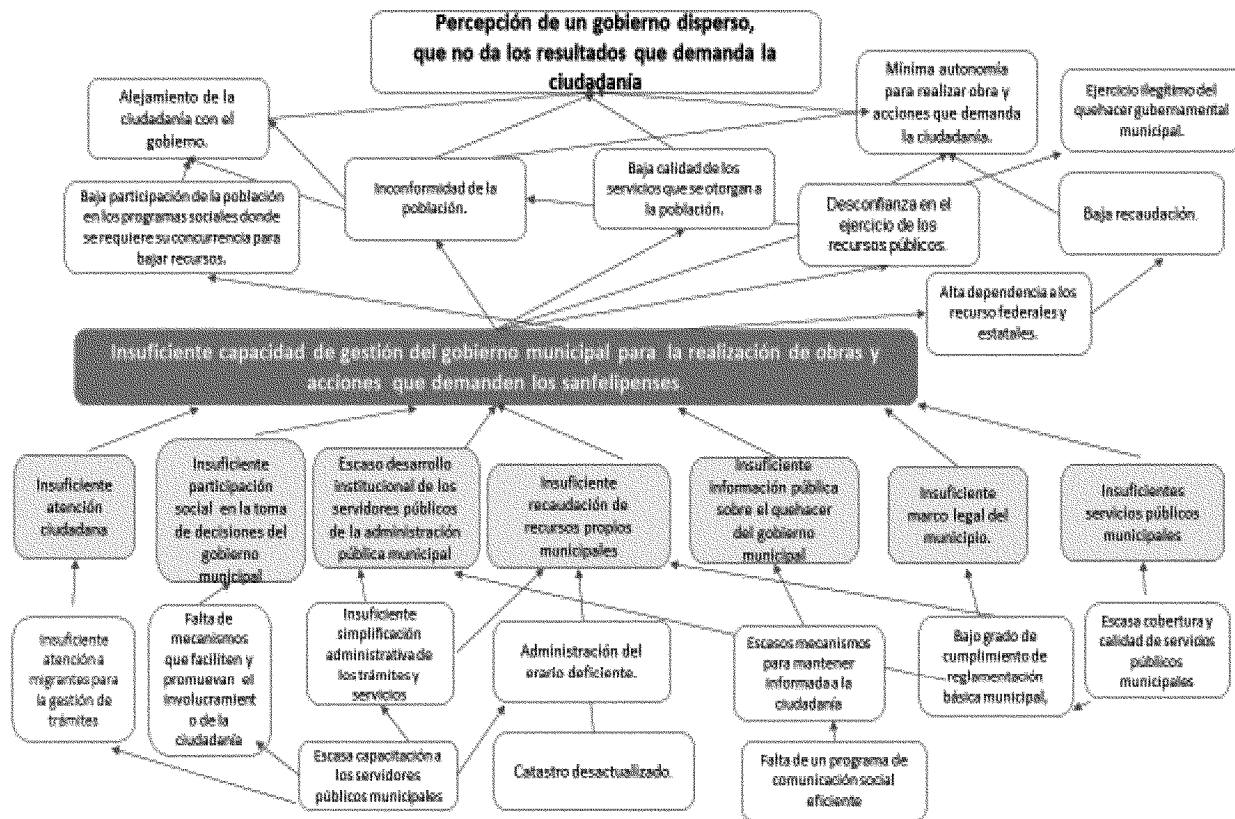 Percepción de un gobierno disperso,
que no da los resultados que demanda la
ciudadanía
Alejamiento de la
ciudadanía con el
gobierno.
Mínima autonomía
para realizar obra y
acciones que demanda
la ciudadanía.
Ejercicio ilegítimo del
quehacer gubernamental
municipal.
Baja participación de la población
en los programas sociales donde
se requiere su concurrencia para
bajar recursos.
Inconformidad de la
población.
Baja calidad de los
servicios que se otorgan a
la población.
Desconfianza en el
ejercicio de los
recursos públicos.
Baja recaudación.
Alta dependencia a los
recurso federales y
estatales.
Insuficiente capacidad de gestión del gobierno municipal para la realización de obras y
acciones que demanden los sanfelipenses
Insuficiente
atención
ciudadana
Insuficiente
participación
social en la toma
de decisiones del
gobierno
municipal
Escaso desarrollo
institucional de los
servidores públicos
de la administración
pública municipal
Insuficiente
recaudación de
recursos propios
municipales
Insuficiente
información pública
sobre el quehacer
del gobierno
municipal
Insuficiente
marco legal del
municipio.
Insuficientes
servicios públicos
municipales
Insuficiente
atención a
migrantes para
la gestión de
trámites
Falta de
mecanismos
que faciliten y
promuevan el
involucramient
o de la
ciudadanía
Insuficiente
simplificación
administrativa de
los trámites y
servicios
Administración del
erario deficiente.
Escasos mecanismos
para mantener
informada a la
ciudadanía
Bajo grado de
cumplimiento de
reglamentación
básica municipal,
Escasa cobertura y
calidad de servicios
públicos
municipales
Escasa capacitación a
los servidores
públicos municipales
Catastro desactualizado.
Falta de un programa de
comunicación social
eficiente